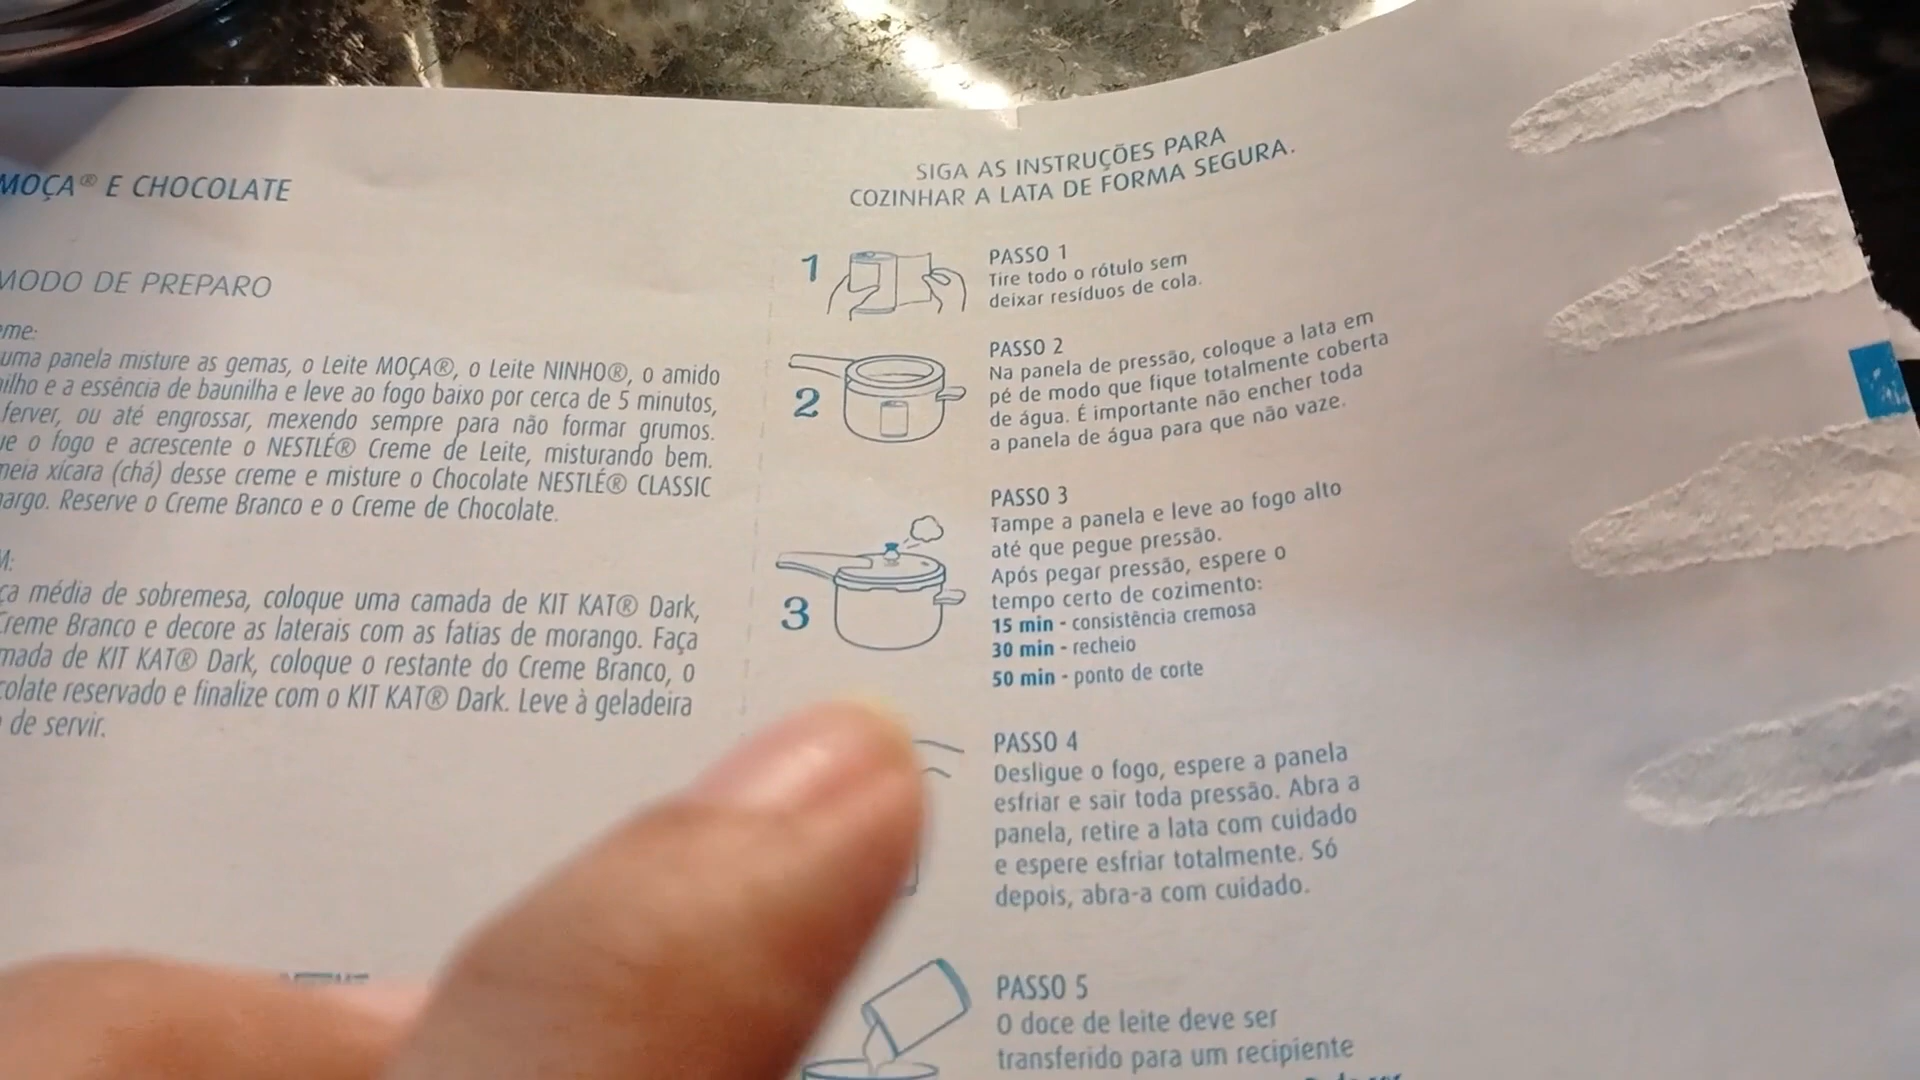 MOÇA® E CHOCOLATE
MODO DE PREPARO
uma panela misture as gemas, o Leite MOÇA®, o Leite NINHO®, o amido
e a essência de baunilha e leve ao fogo baixo por cerca de 5 minutos,
ferver, ou até engrossar, mexendo sempre para não formar grumos.
o fogo e acrescente o NESTLÉ® Creme de Leite, misturando bem.
meia xícara (chá) desse creme e misture o Chocolate NESTLÉ® CLASSIC
argo. Reserve o Creme Branco e o Creme de Chocolate.
M:
ça média de sobremesa, coloque uma camada de KIT KAT® Dark,
Creme Branco e decore as laterais com as fatias de morango. Faça
mada de KIT KAT® Dark, coloque o restante do Creme Branco, o
colate reservado e finalize com o KIT KAT® Dark. Leve à geladeira
de servir.
SIGA AS INSTRUÇÕES PARA
COZINHAR A LATA DE FORMA SEGURA.
1
PASSO 1
Tire todo o rótulo sem
deixar resíduos de cola.
2
PASSO 2
Na panela de pressão, coloque a lata em
pé de modo que fique totalmente coberta
de água. É importante não encher toda
a panela de água para que não vaze.
3
PASSO 3
Tampe a panela e leve ao fogo alto
até que pegue pressão.
Após pegar pressão, espere o
tempo certo de cozimento:
15 min - consistência cremosa
30 min - recheio
50 min - ponto de corte
PASSO 4
Desligue o fogo, espere a panela
esfriar e sair toda pressão. Abra a
panela, retire a lata com cuidado
e espere esfriar totalmente. Só
depois, abra-a com cuidado.
PASSO 5
O doce de leite deve ser
transferido para um recipiente